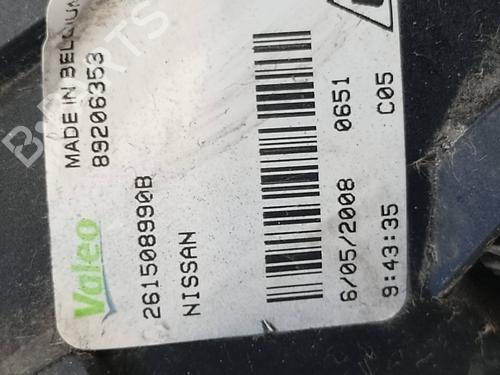 MADE IN BELGIUM
89206353
Valeo
261508990B
NISSAN
0651
6/05/2008
C05
9:43:35